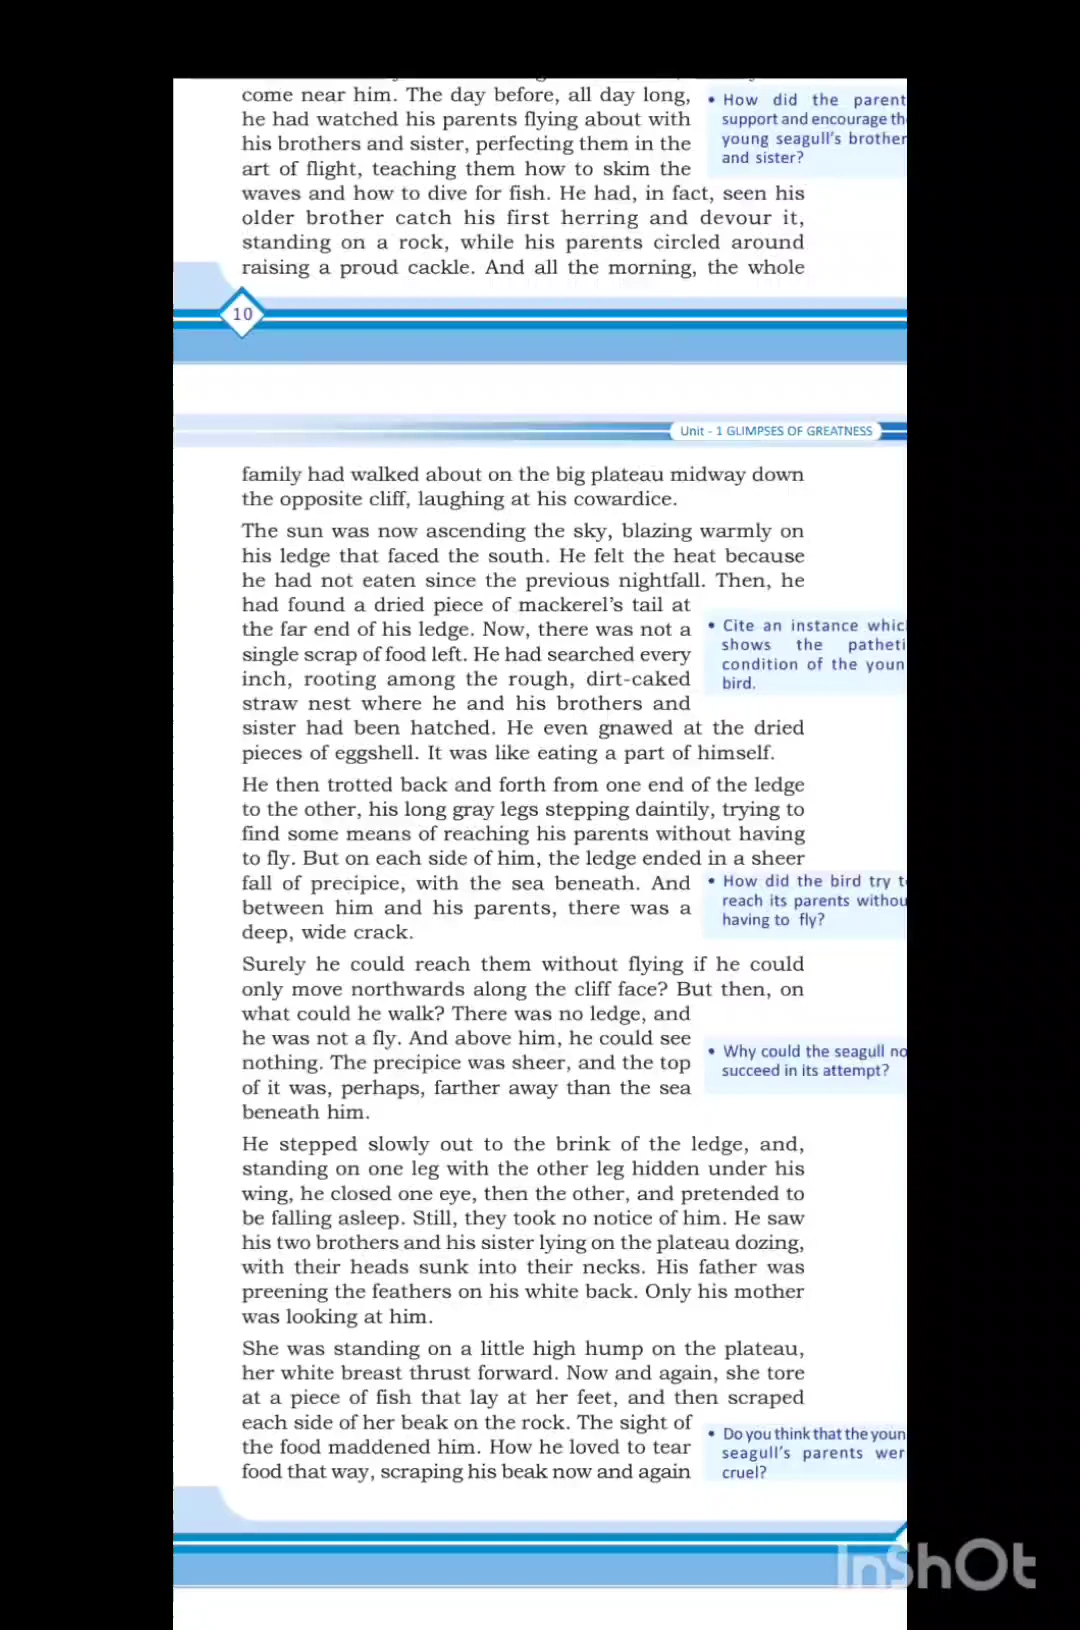 come near him. The day before, all day long,
he had watched his parents flying about with
his brothers and sister, perfecting them in the
art of flight, teaching them how to skim the
waves and how to dive for fish. He had, in fact, seen his
older brother catch his first herring and devour it,
standing on a rock, while his parents circled around
raising a proud cackle. And all the morning, the whole
• How did the parent
support and encourage th
young seagull's brother
and sister?
10
Unit - 1 GLIMPSES OF GREATNESS
family had walked about on the big plateau midway down
the opposite cliff, laughing at his cowardice.
The sun was now ascending the sky, blazing warmly on
his ledge that faced the south. He felt the heat because
he had not eaten since the previous nightfall. Then, he
had found a dried piece of mackerel's tail at
the far end of his ledge. Now, there was not a
single scrap of food left. He had searched every
inch, rooting among the rough, dirt-caked
straw nest where he and his brothers and
sister had been hatched. He even gnawed at the dried
pieces of eggshell. It was like eating a part of himself.
• Cite an instance whic
shows the patheti
condition of the youn
bird.
He then trotted back and forth from one end of the ledge
to the other, his long gray legs stepping daintily, trying to
find some means of reaching his parents without having
to fly. But on each side of him, the ledge ended in a sheer
fall of precipice, with the sea beneath. And
between him and his parents, there was a
deep, wide crack.
• How did the bird try t
reach its parents withou
having to fly?
Surely he could reach them without flying if he could
only move northwards along the cliff face? But then, on
what could he walk? There was no ledge, and
he was not a fly. And above him, he could see
nothing. The precipice was sheer, and the top
of it was, perhaps, farther away than the sea
beneath him.
• Why could the seagull no
succeed in its attempt?
He stepped slowly out to the brink of the ledge, and,
standing on one leg with the other leg hidden under his
wing, he closed one eye, then the other, and pretended to
be falling asleep. Still, they took no notice of him. He saw
his two brothers and his sister lying on the plateau dozing,
with their heads sunk into their necks. His father was
preening the feathers on his white back. Only his mother
was looking at him.
She was standing on a little high hump on the plateau,
her white breast thrust forward. Now and again, she tore
at a piece of fish that lay at her feet, and then scraped
each side of her beak on the rock. The sight of
the food maddened him. How he loved to tear
food that way, scraping his beak now and again
• Do you think that the youn
seagull's parents wer
cruel?
InShOt